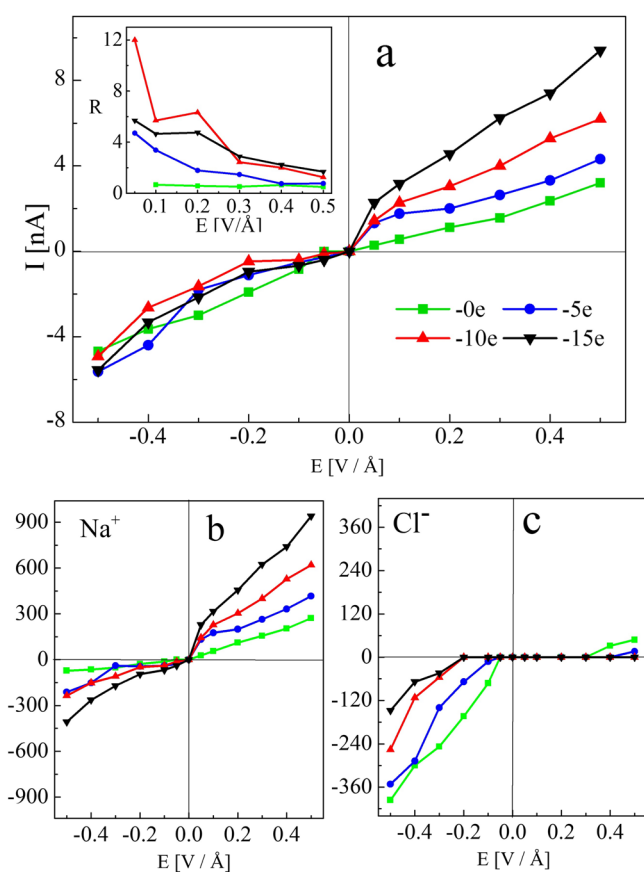 a
12
8
4
0
R
0.1 0.2 0.3 0.4 0.5
E [V/Å]
8
4
0
-4
-8
I [nA]
-0e -5e
-10e -15e
-0.4 -0.2 0.0 0.2 0.4
E [V / Å]
Na+ b
900
600
300
0
-300
-600
-900
-0.4 -0.2 0.0 0.2 0.4
E [V / Å]
Cl- c
360
240
120
0
-120
-240
-360
-0.4 -0.2 0.0 0.2 0.4
E [V / Å]